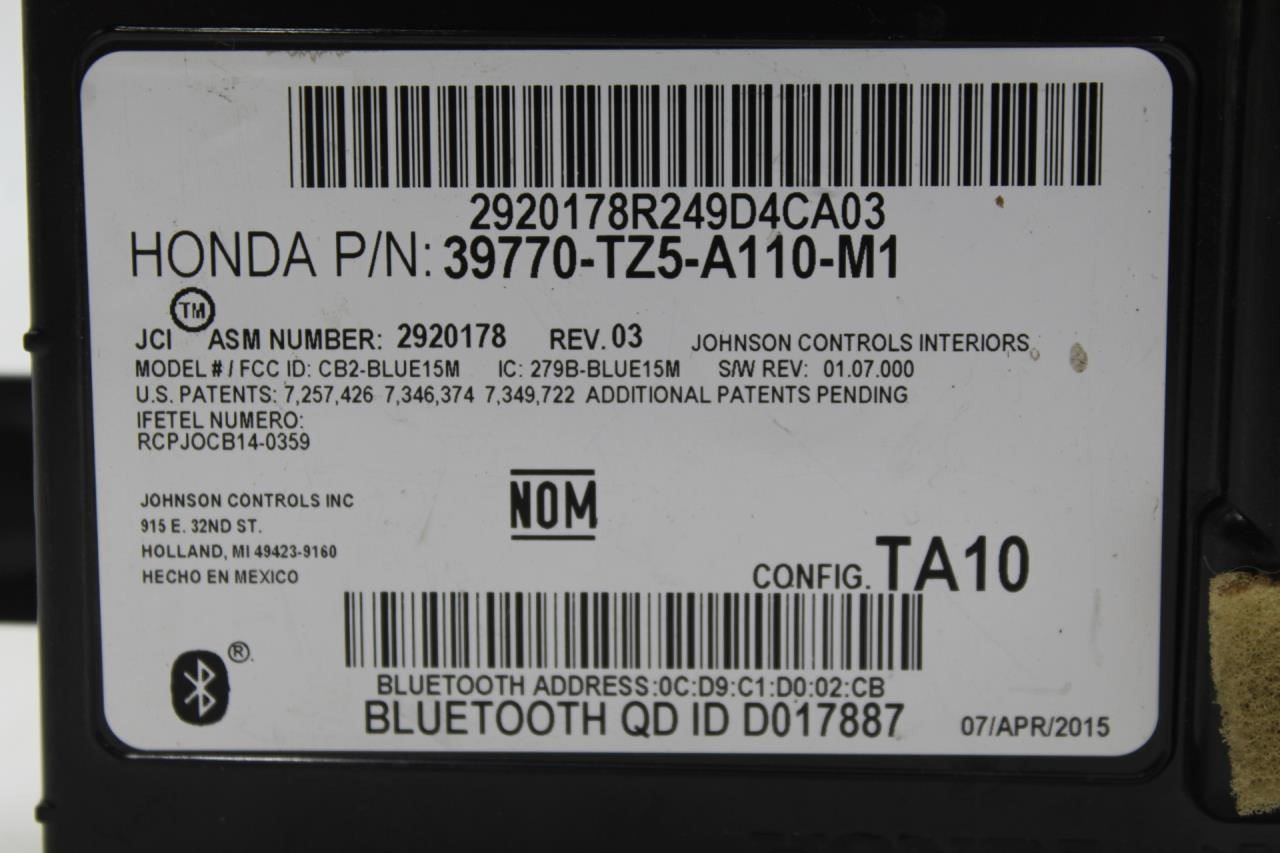 2920178R249D4CA03
HONDA P/N: 39770-TZ5-A110-M1
JCI TM ASM NUMBER: 2920178 REV. 03 JOHNSON CONTROLS INTERIORS
MODEL # / FCC ID: CB2-BLUE15M IC: 279B-BLUE15M S/W REV: 01.07.000
U.S. PATENTS: 7,257,426 7,346,374 7,349,722 ADDITIONAL PATENTS PENDING
IFETEL NUMERO:
RCPJOCB14-0359
JOHNSON CONTROLS INC
915 E. 32ND ST.
HOLLAND, MI 49423-9160
HECHO EN MEXICO
NOM
CONFIG. TA10
®.
BLUETOOTH ADDRESS:0C:D9:C1:D0:02:CB
BLUETOOTH QD ID D017887
07/APR/2015